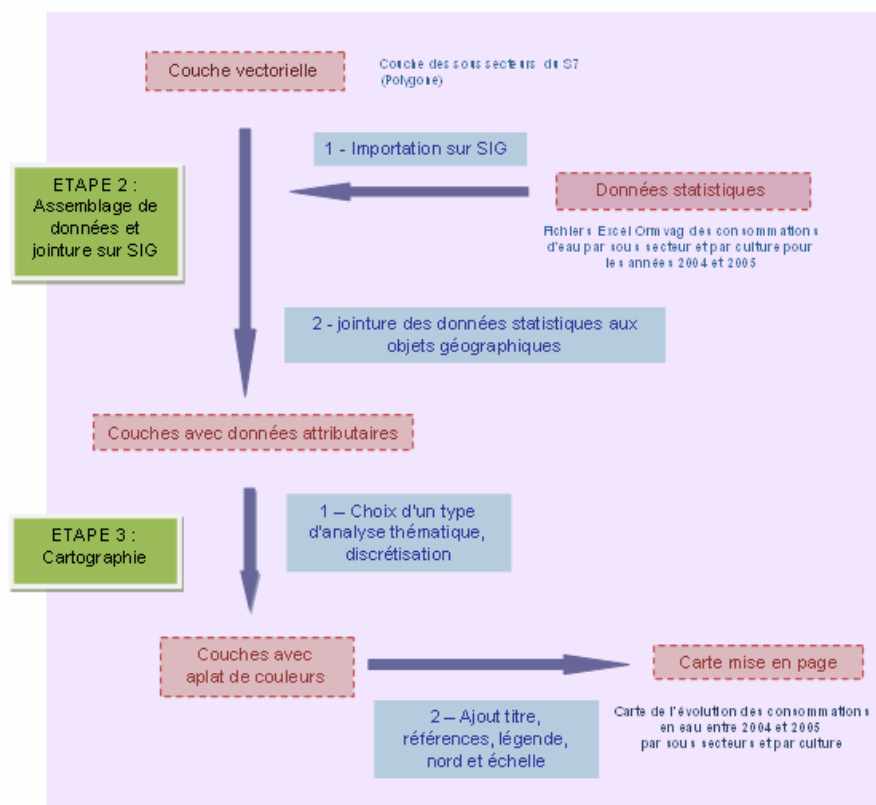 Couche vectorielle
Couche des sous secteurs du S7
(Polygone)
1 - Importation sur SIG
ETAPE 2 :
Assemblage de
données et
jointure sur SIG
Données statistiques
Fichiers Excel Ormvag des consommations
d'eau par sous secteur et par culture pour
les années 2004 et 2005
2 - jointure des données statistiques aux
objets géographiques
Couches avec données attributaires
ETAPE 3 :
Cartographie
1 – Choix d'un type
d'analyse thématique,
discrétisation
Couches avec
aplat de couleurs
Carte mise en page
2 – Ajout titre,
références, légende,
nord et échelle
Carte de l'évolution des consommations
en eau entre 2004 et 2005
par sous secteurs et par culture